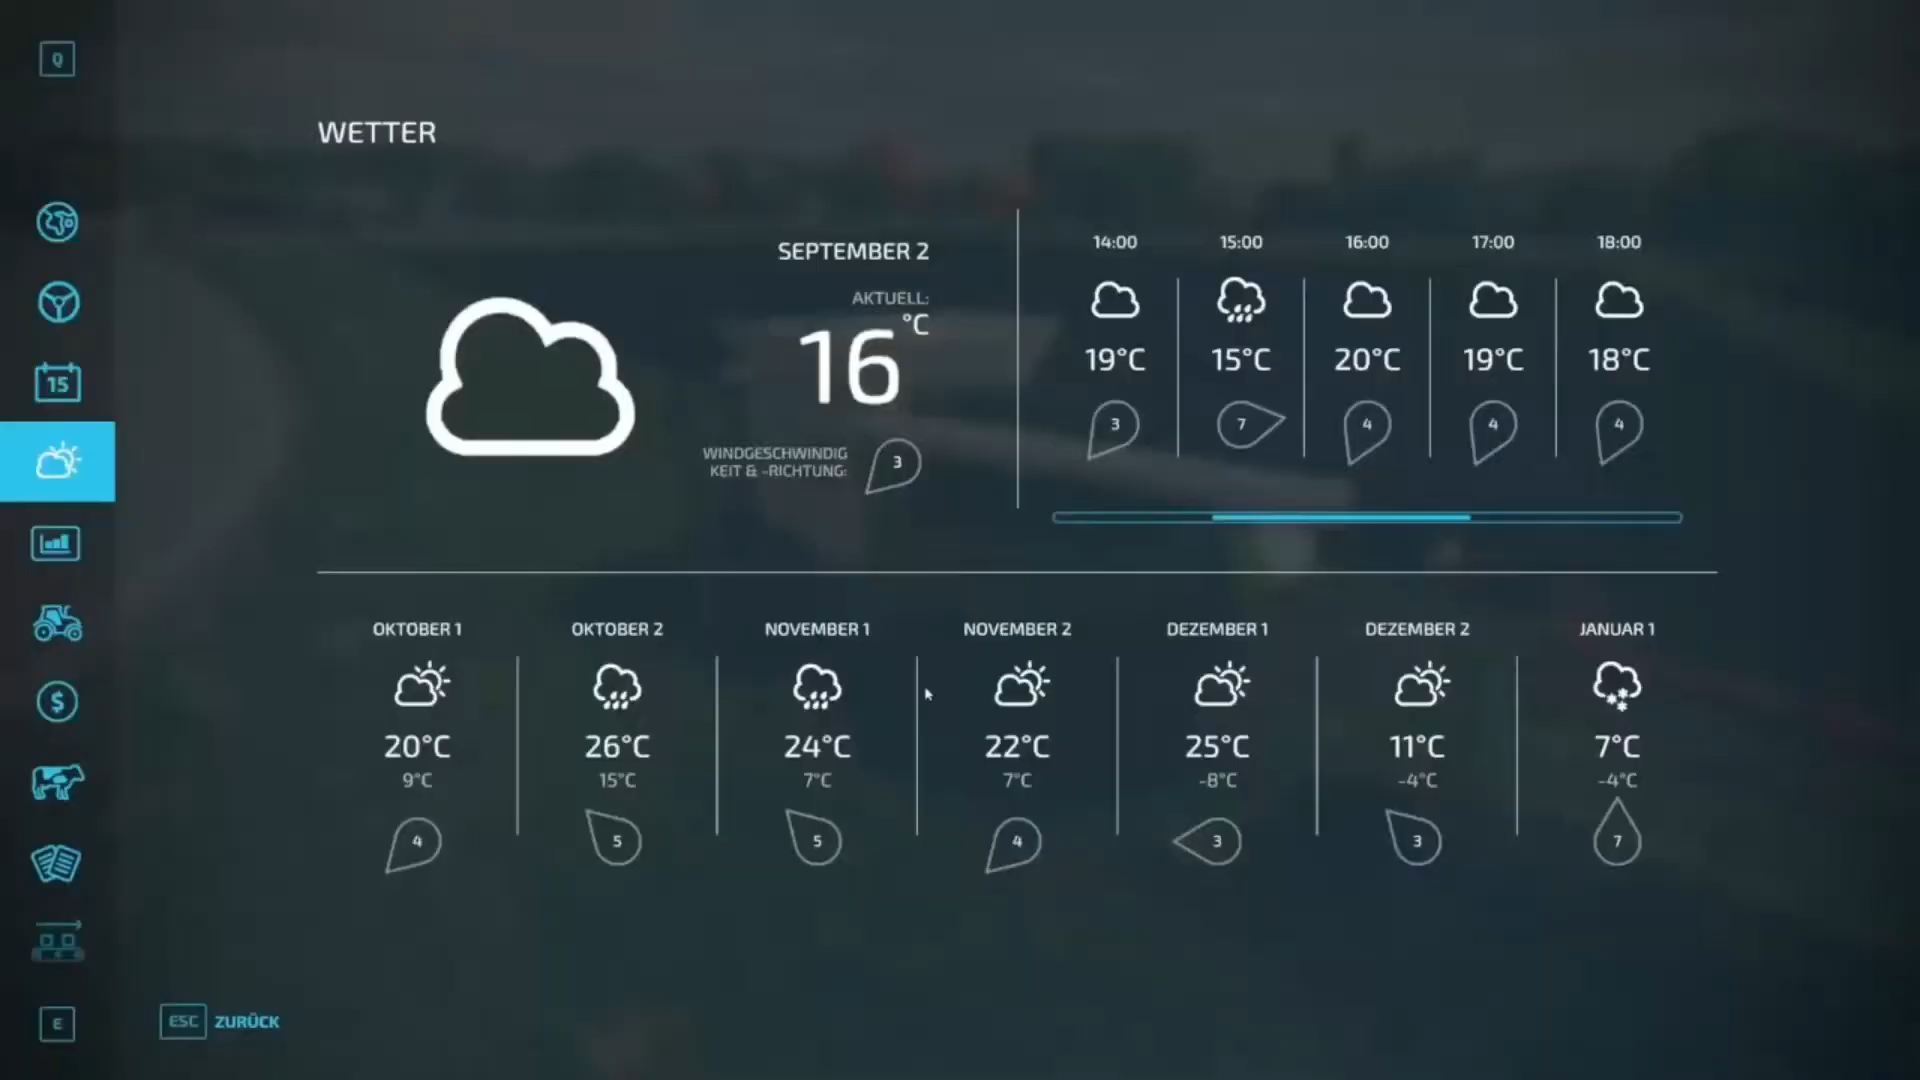 Q
WETTER
15
SEPTEMBER 2
AKTUELL:
16 °C
WINDGESCHWINDIG
KEIT & -RICHTUNG:
3
14:00 15:00 16:00 17:00 18:00
19°C 15°C 20°C 19°C 18°C
3 7 4 4 4
OKTOBER 1 OKTOBER 2 NOVEMBER 1 NOVEMBER 2 DEZEMBER 1 DEZEMBER 2 JANUAR 1
20°C 26°C 24°C 22°C 25°C 11°C 7°C
9°C 15°C 7°C 7°C -8°C -4°C -4°C
4 5 5 4 3 3 7
$
E
ESC ZURÜCK